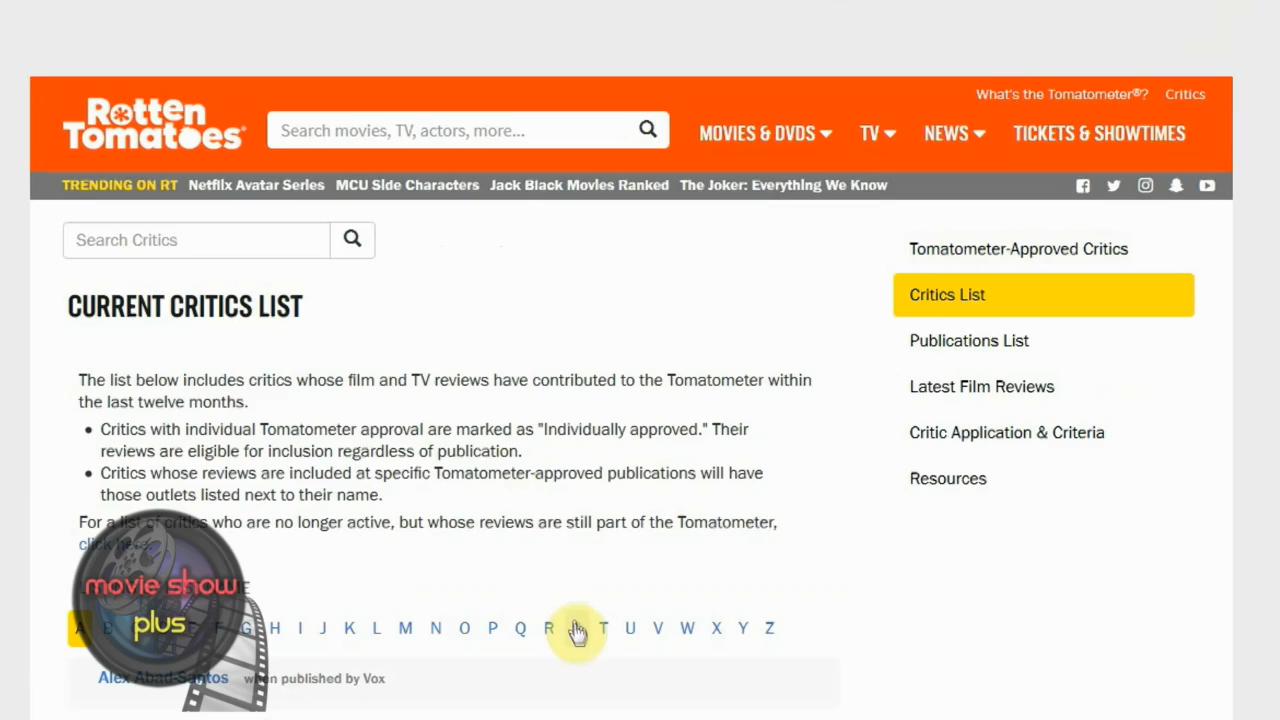 What's the Tomatometer®? Critics
Rotten Tomatoes
Search movies, TV, actors, more...
MOVIES & DVDS TV NEWS TICKETS & SHOWTIMES
TRENDING ON RT Netflix Avatar Series MCU Side Characters Jack Black Movies Ranked The Joker: Everything We Know
Search Critics
CURRENT CRITICS LIST
The list below includes critics whose film and TV reviews have contributed to the Tomatometer within
the last twelve months.
• Critics with individual Tomatometer approval are marked as "Individually approved." Their
reviews are eligible for inclusion regardless of publication.
• Critics whose reviews are included at specific Tomatometer-approved publications will have
those outlets listed next to their name.
For a list of critics who are no longer active, but whose reviews are still part of the Tomatometer,
click here.
A F G H I J K L M N O P Q R T U V W X Y Z
Alex Abad-Santos when published by Vox
Tomatometer-Approved Critics
Critics List
Publications List
Latest Film Reviews
Critic Application & Criteria
Resources
movie show
plus